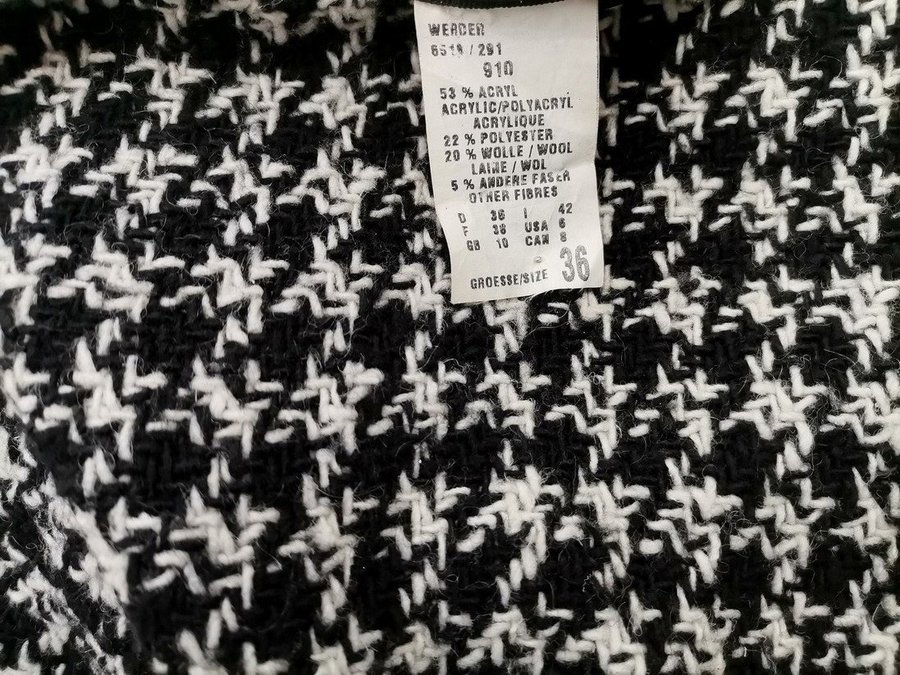 WERDER
6519 / 291
910
53 % ACRYL
ACRYLIC/POLYACRYL
ACRYLIQUE
22 % POLYESTER
20 % WOLLE / WOOL
LAINE / WOL
5 % ANDERE FASER
OTHER FIBRES
D 36 I 42
F 38 USA 6
GB 10 CAN 8
GROESSE/SIZE 36